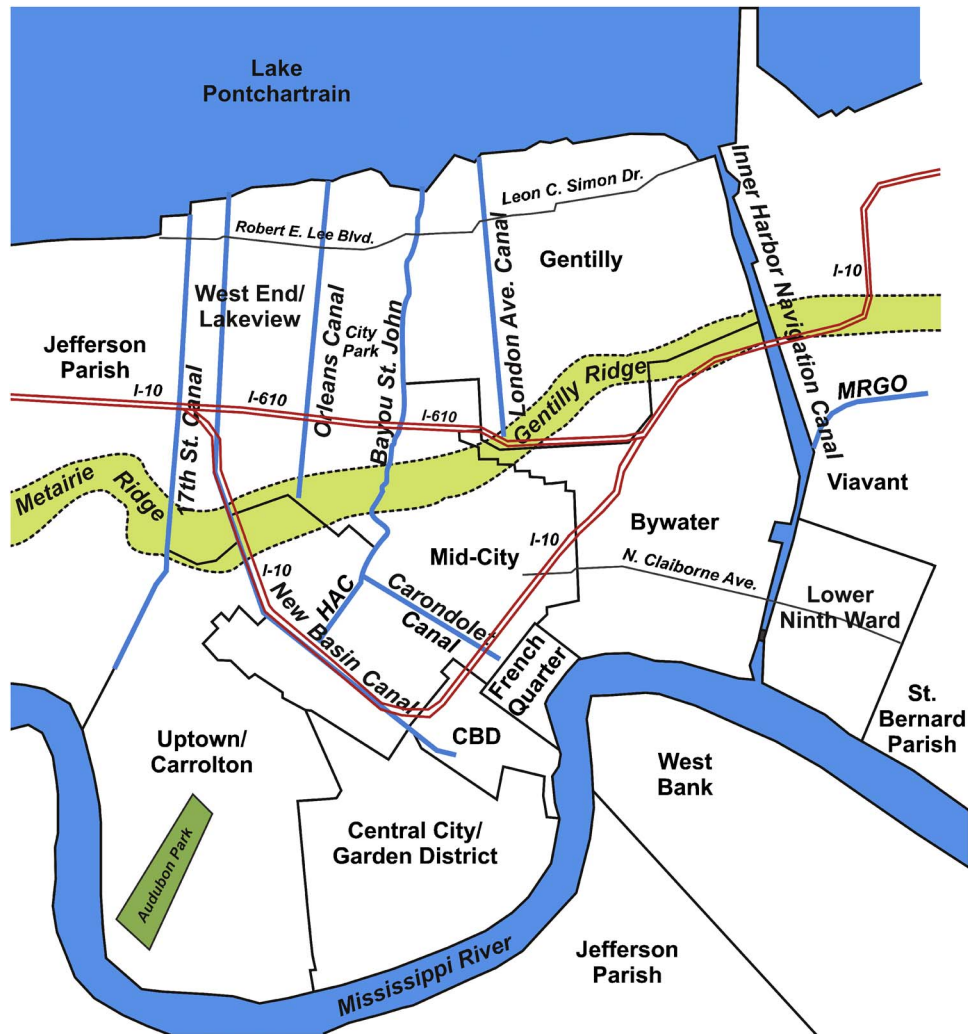 Lake
Pontchartrain
Inner Harbor Navigation Canal
Leon C. Simon Dr.
Robert E. Lee Blvd.
Gentilly
I-10
West End/
Lakeview
City
Park
Jefferson
Parish
Orleans Canal
Bayou St. John
London Ave. Canal
Gentilly Ridge
I-10
I-610
I-610
17th St. Canal
MRGO
Metairie
Ridge
Viavant
Bywater
Mid-City
I-10
N. Claiborne Ave.
I-10
New Basin Canal
HAC
Carondolet
Canal
Lower
Ninth Ward
French
Quarter
St.
Bernard
Parish
Uptown/
Carrolton
CBD
West
Bank
Central City/
Garden District
Audubon Park
Mississippi River
Jefferson
Parish